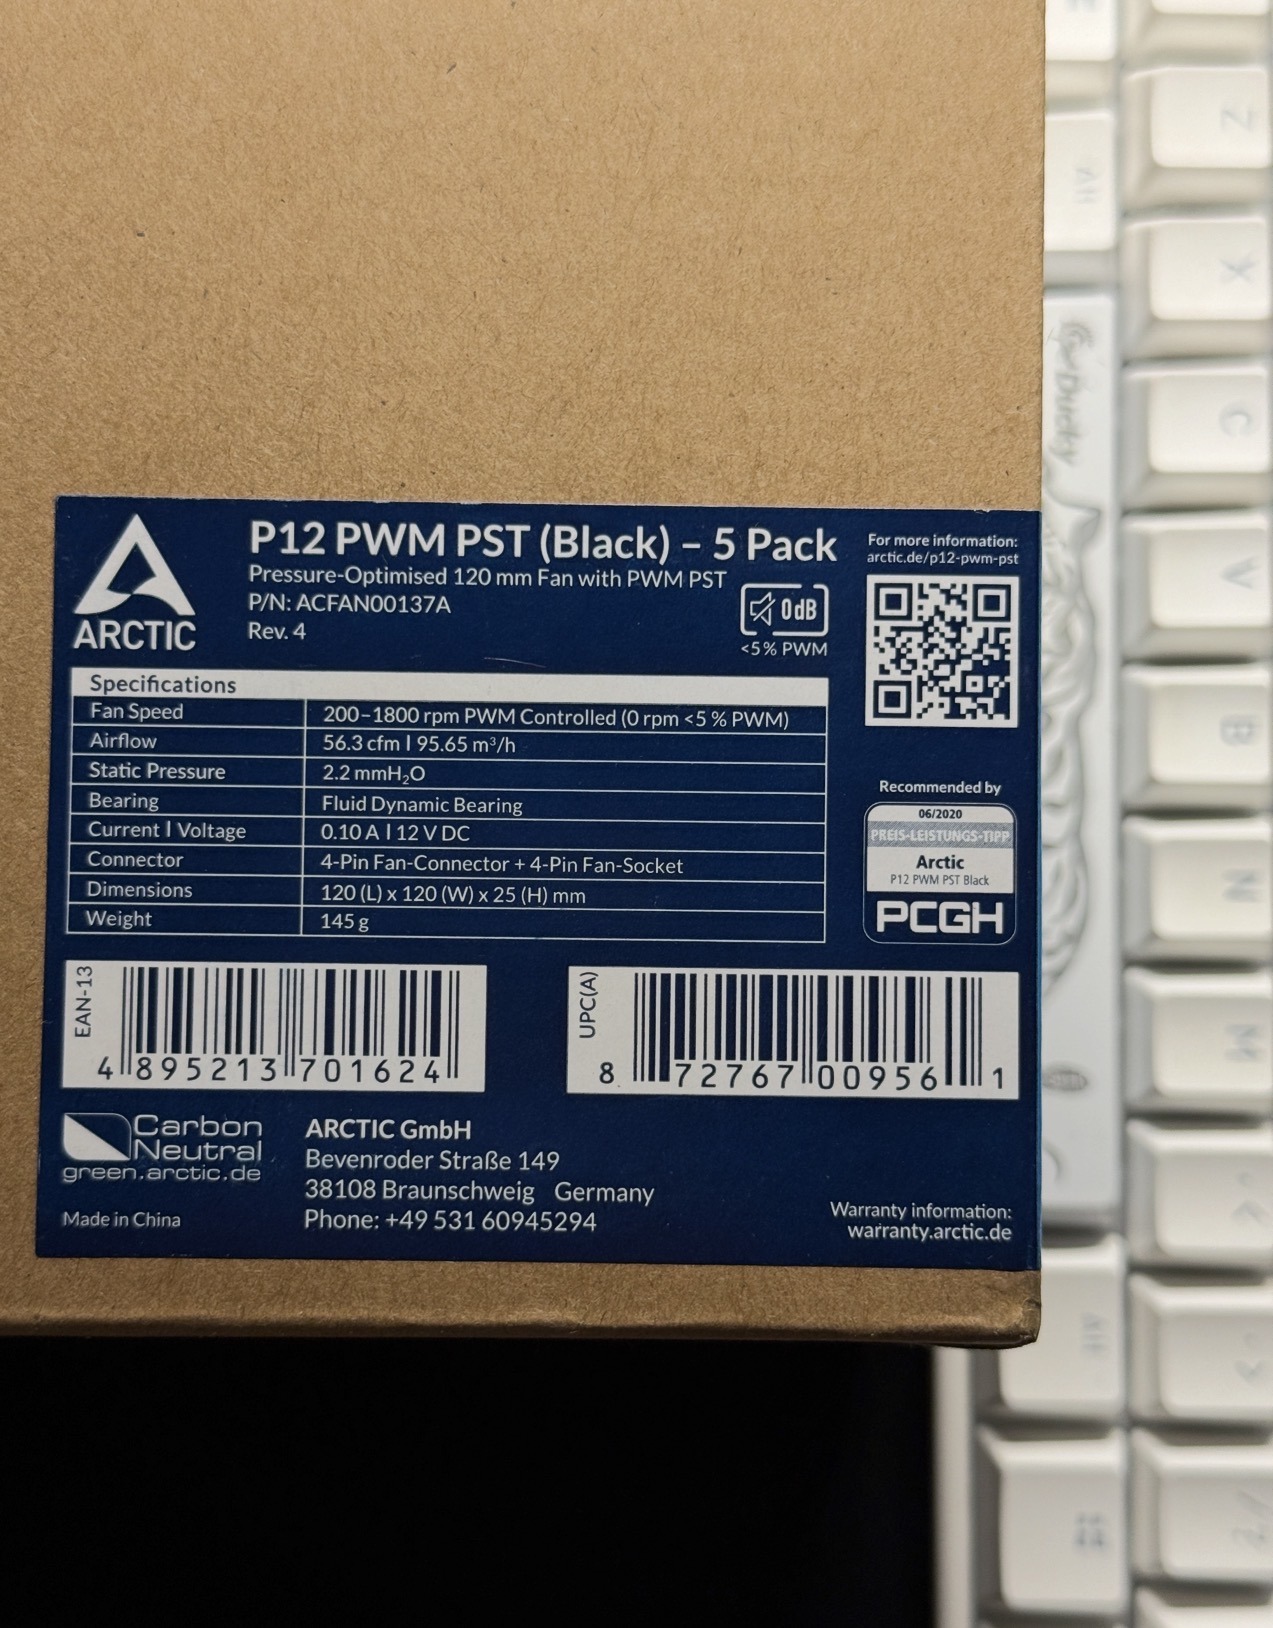 ARCTIC
P12 PWM PST (Black) – 5 Pack
Pressure-Optimised 120 mm Fan with PWM PST
P/N: ACFAN00137A
Rev. 4
0dB
<5% PWM
For more information:
arctic.de/p12-pwm-pst
Specifications
Fan Speed 200–1800 rpm PWM Controlled (0 rpm <5 % PWM)
Airflow 56.3 cfm | 95.65 m³/h
Static Pressure 2.2 mmH₂O
Bearing Fluid Dynamic Bearing
Current | Voltage 0.10 A | 12 V DC
Connector 4-Pin Fan-Connector + 4-Pin Fan-Socket
Dimensions 120 (L) x 120 (W) x 25 (H) mm
Weight 145 g
Recommended by
06/2020
PREIS-LEISTUNGS-TIPP
Arctic
P12 PWM PST Black
PCGH
EAN-13
4 895213 701624
UPC(A)
8 72767 00956 1
Carbon
Neutral
green.arctic.de
Made in China
ARCTIC GmbH
Bevenroder Straße 149
38108 Braunschweig Germany
Phone: +49 531 60945294
Warranty information:
warranty.arctic.de
Z
X
C
V
B
N
M
Alt
Ducky